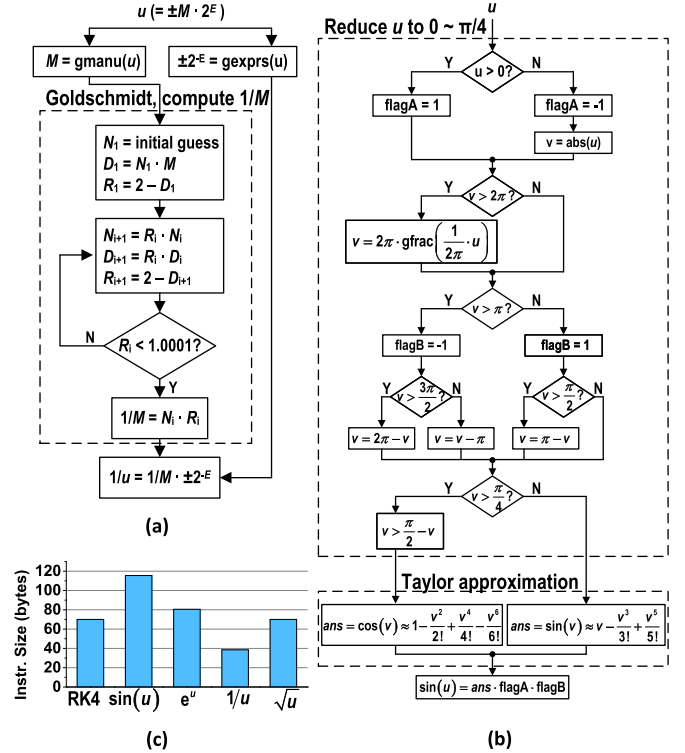 u (= ±M · 2^E)
M = gmanu(u)
±2^-E = gexprs(u)
Goldschmidt, compute 1/M
N₁ = initial guess
D₁ = N₁ · M
R₁ = 2 – D₁
Nᵢ₊₁ = Rᵢ · Nᵢ
Dᵢ₊₁ = Rᵢ · Dᵢ
Rᵢ₊₁ = 2 – Dᵢ₊₁
N
Rᵢ < 1.0001?
Y
1/M = Nᵢ · Rᵢ
1/u = 1/M · ±2^-E
(a)
Instr. Size (bytes)
120
100
80
60
40
20
0
RK4 sin(u) e^u 1/u √u
(c)
u
Reduce u to 0 ~ π/4
Y u > 0? N
flagA = 1
flagA = -1
v = abs(u)
Y v > 2π? N
v = 2π · gfrac(1/2π · u)
Y v > π? N
flagB = -1
flagB = 1
Y v > 3π/2? N
Y v > π/2? N
v = 2π – v
v = v – π
v = π – v
Y v > π/4? N
v > π/2 – v
Taylor approximation
ans = cos(v) ≈ 1 – v²/2! + v⁴/4! – v⁶/6!
ans = sin(v) ≈ v – v³/3! + v⁵/5!
sin(u) = ans · flagA · flagB
(b)